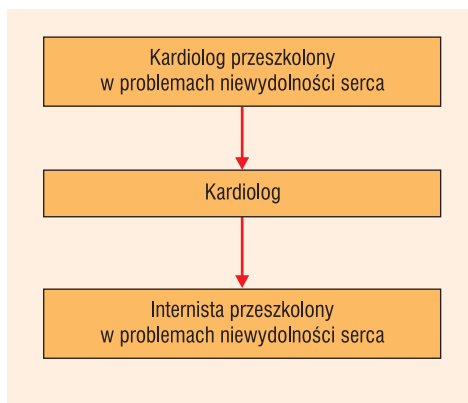 Kardiolog przeszkolony
w problemach niewydolności serca
Kardiolog
Internista przeszkolony
w problemach niewydolności serca